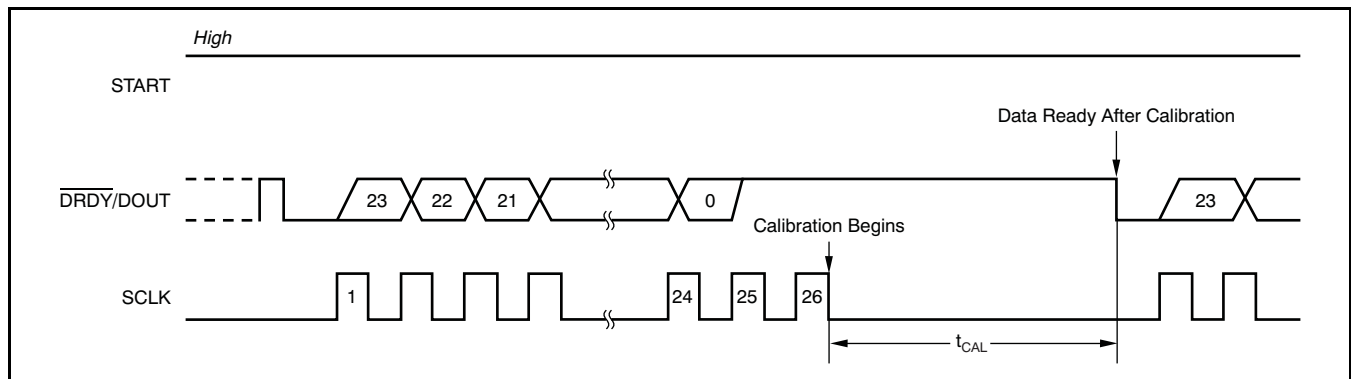 High
START
Data Ready After Calibration
D̅R̅D̅Y̅/DOUT
23 22 21 0 23
Calibration Begins
SCLK
1 24 25 26
tCAL